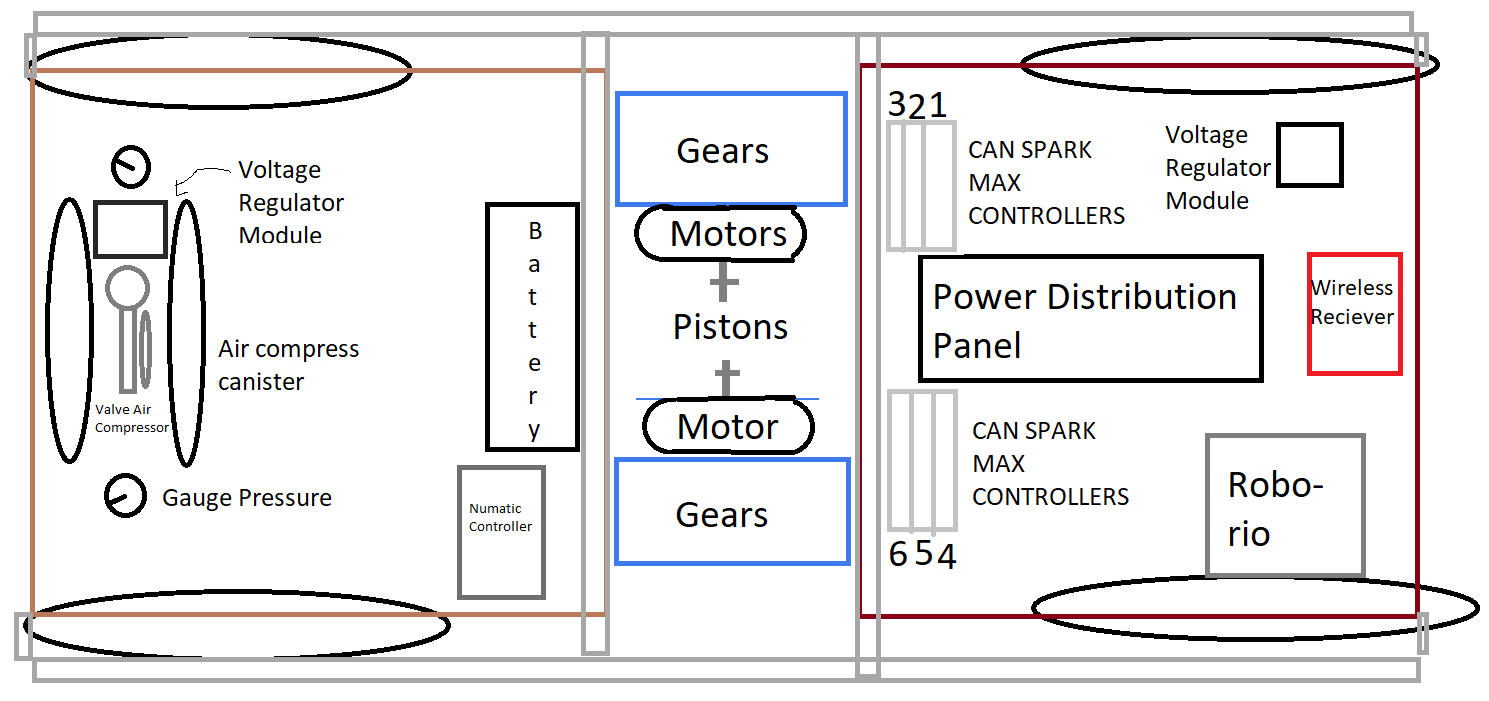 Voltage
Regulator
Module
Air compress
canister
Valve Air
Compressor
Gauge Pressure
B
a
t
t
e
r
y
Numatic
Controller
Gears
Motors
Pistons
Motor
Gears
321
CAN SPARK
MAX
CONTROLLERS
Voltage
Regulator
Module
Power Distribution
Panel
Wireless
Reciever
CAN SPARK
MAX
CONTROLLERS
654
Robo-
rio